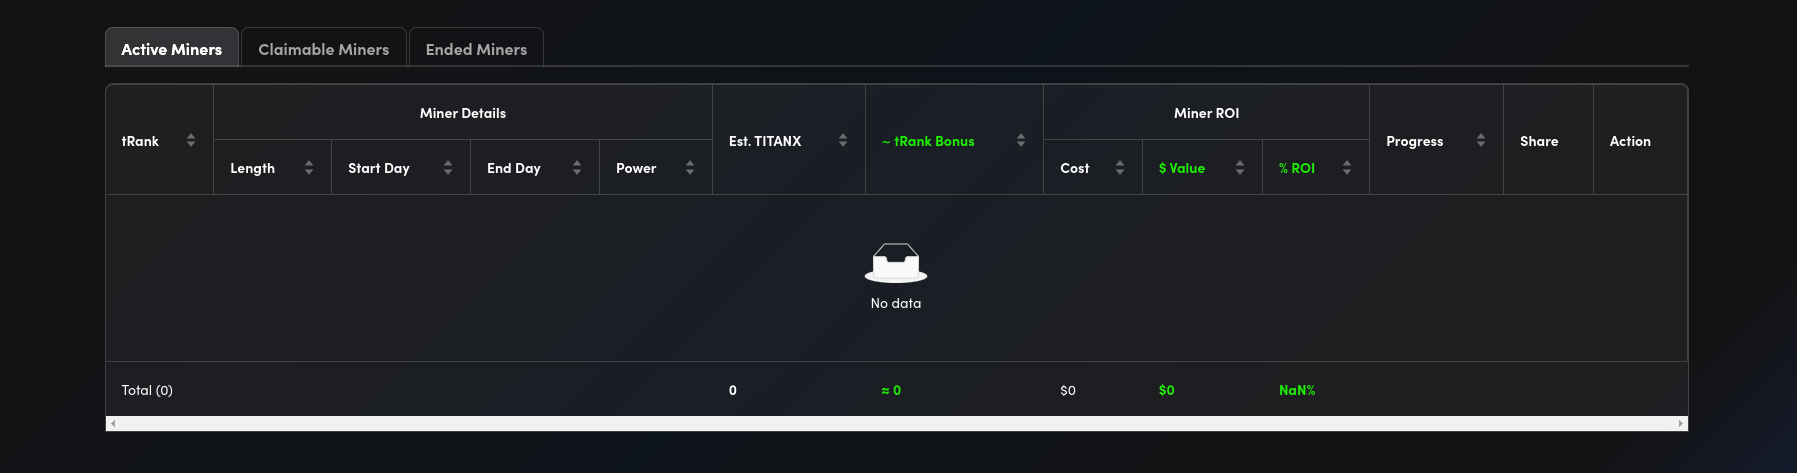 Active Miners Claimable Miners Ended Miners
Miner Details Miner ROI
tRank Est. TITANX ~ tRank Bonus Progress Share Action
Length Start Day End Day Power Cost $ Value % ROI
No data
Total (0) 0 ≈ 0 $0 $0 NaN%